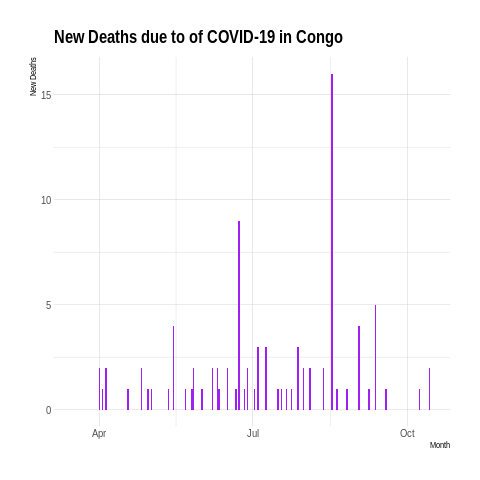 New Deaths due to of COVID-19 in Congo
New Deaths
15
10
5
0
Apr Jul Oct
Month